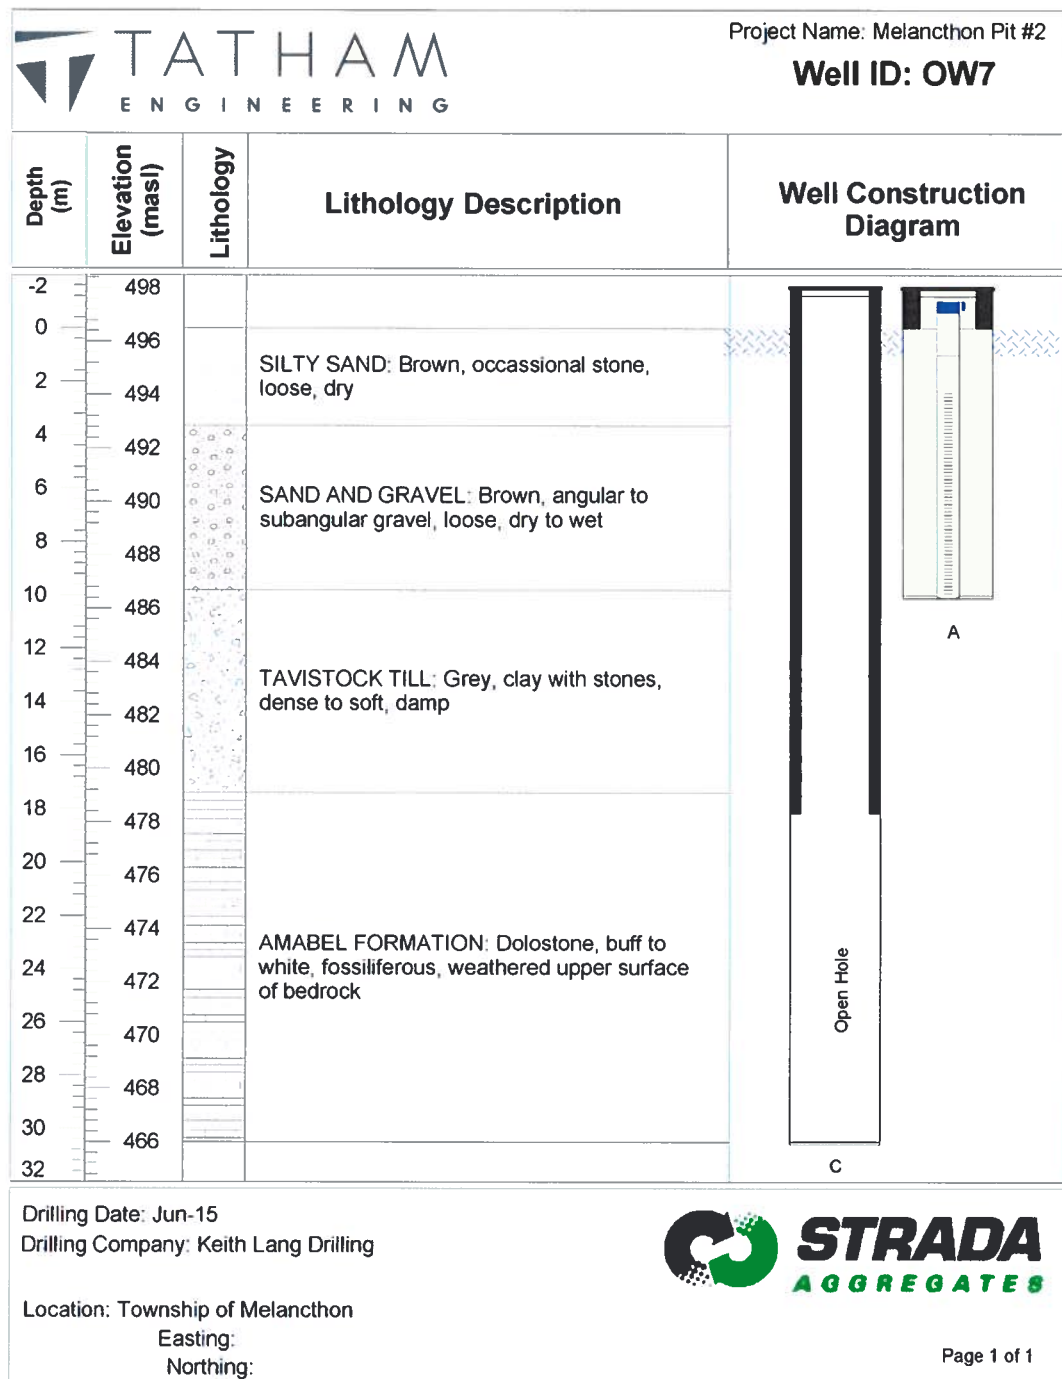 TATHAM
ENGINEERING
Project Name: Melancthon Pit #2
Well ID: OW7
Depth (m)
Elevation (masl)
Lithology
Lithology Description
Well Construction
Diagram
-2
498
0
496
SILTY SAND: Brown, occassional stone,
loose, dry
2
494
4
492
6
490
SAND AND GRAVEL: Brown, angular to
subangular gravel, loose, dry to wet
8
488
10
486
A
12
484
TAVISTOCK TILL: Grey, clay with stones,
dense to soft, damp
14
482
16
480
18
478
20
476
22
474
AMABEL FORMATION: Dolostone, buff to
white, fossiliferous, weathered upper surface
of bedrock
24
472
Open Hole
26
470
28
468
30
466
32
C
Drilling Date: Jun-15
Drilling Company: Keith Lang Drilling
STRADA
AGGREGATES
Location: Township of Melancthon
Easting:
Northing:
Page 1 of 1